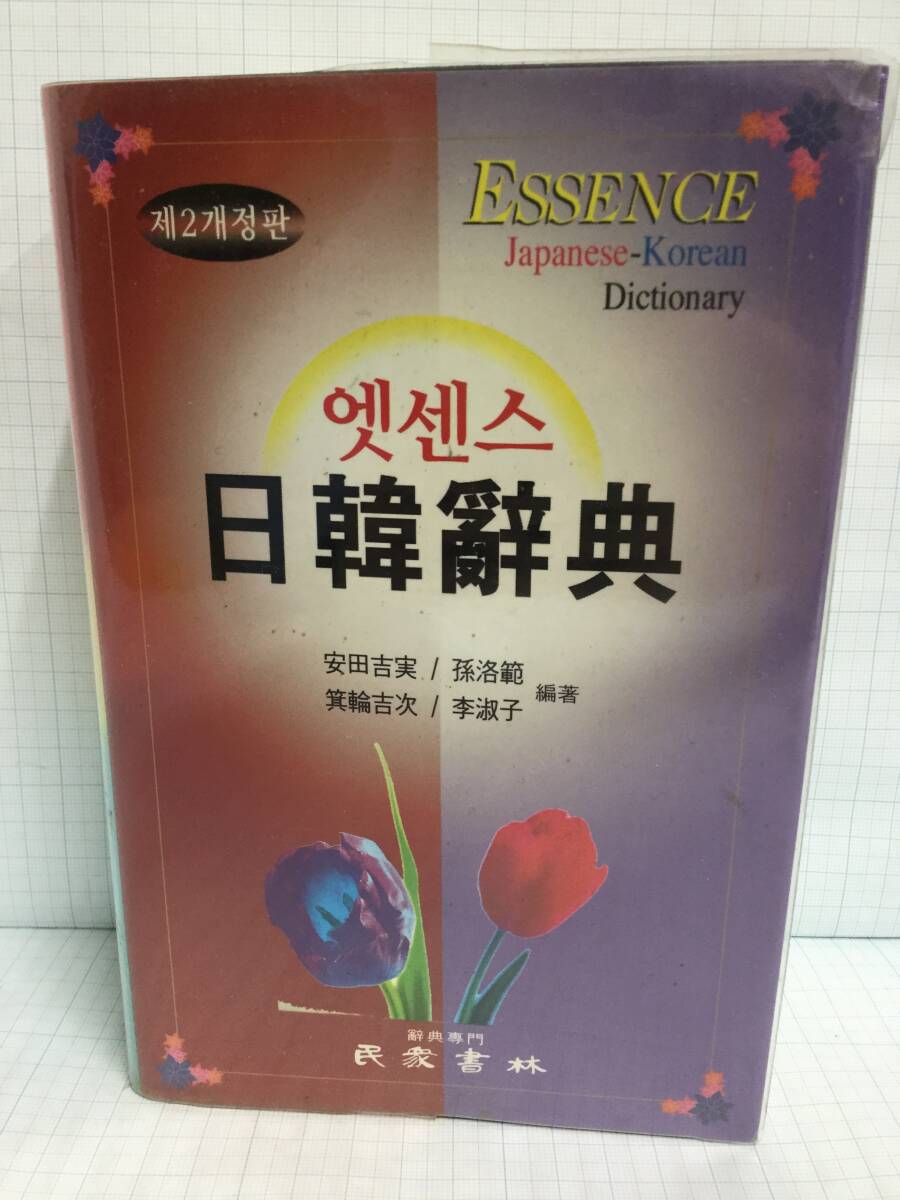 제2개정판
ESSENCE
Japanese-Korean
Dictionary
엣센스
日韓辭典
安田吉実 / 孫洛範
箕輪吉次 / 李淑子
編著
辭典專門
民衆書林